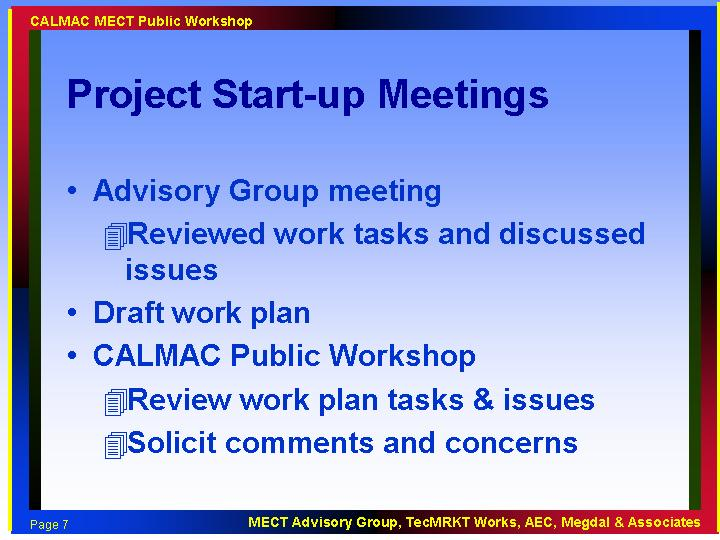 CALMAC MECT Public Workshop
Project Start-up Meetings
• Advisory Group meeting
Reviewed work tasks and discussed
issues
• Draft work plan
• CALMAC Public Workshop
Review work plan tasks & issues
Solicit comments and concerns
Page 7
MECT Advisory Group, TecMRKT Works, AEC, Megdal & Associates